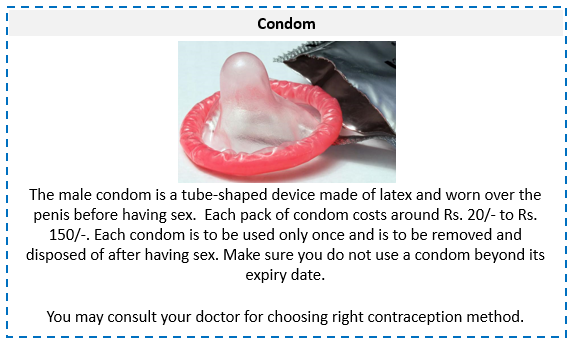 Condom
The male condom is a tube-shaped device made of latex and worn over the
penis before having sex.  Each pack of condom costs around Rs. 20/- to Rs.
150/-. Each condom is to be used only once and is to be removed and
disposed of after having sex. Make sure you do not use a condom beyond its
expiry date.
You may consult your doctor for choosing right contraception method.